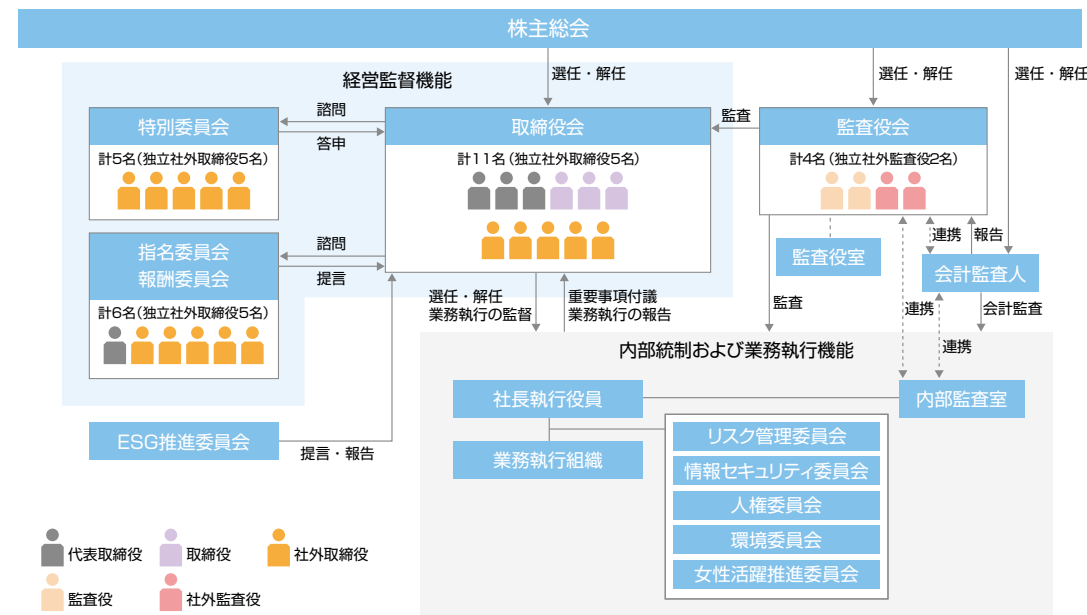 株主総会
選任・解任
選任・解任
選任・解任
経営監督機能
特別委員会
計5名(独立社外取締役5名)
諮問
答申
取締役会
計11名(独立社外取締役5名)
監査
監査役会
計4名(独立社外監査役2名)
指名委員会
報酬委員会
計6名(独立社外取締役5名)
諮問
提言
監査役室
連携
報告
会計監査人
選任・解任
業務執行の監督
重要事項付議
業務執行の報告
監査
連携
連携
会計監査
内部統制および業務執行機能
社長執行役員
内部監査室
業務執行組織
リスク管理委員会
情報セキュリティ委員会
人権委員会
環境委員会
女性活躍推進委員会
ESG推進委員会
提言・報告
代表取締役
取締役
社外取締役
監査役
社外監査役